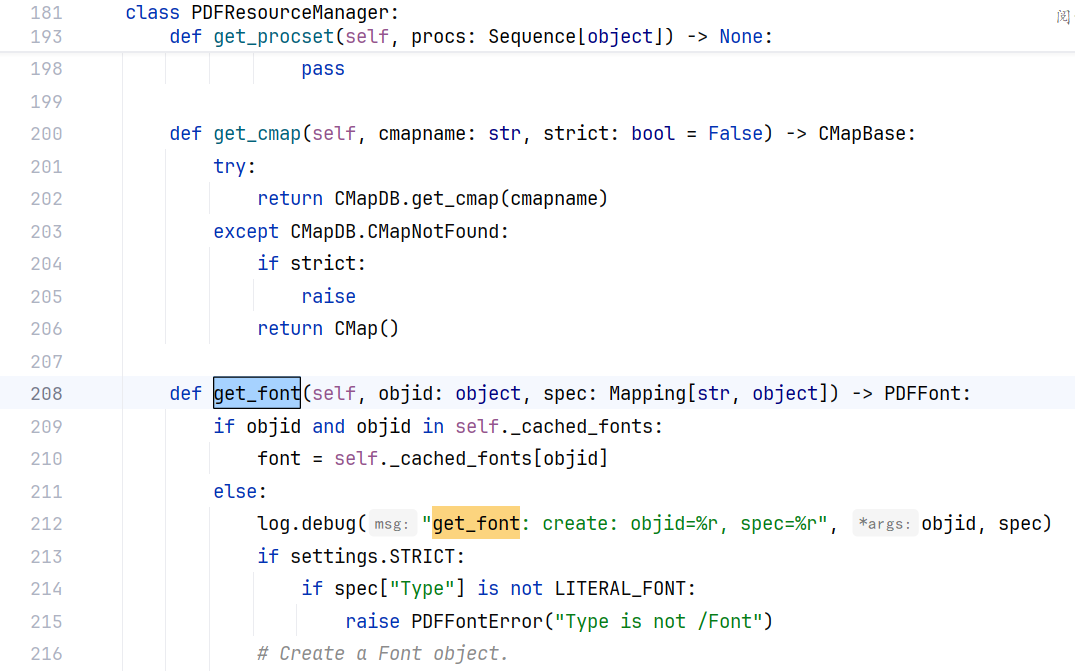 181 class PDFResourceManager: 阅
193 def get_procset(self, procs: Sequence[object]) -> None:
198 pass
199
200 def get_cmap(self, cmapname: str, strict: bool = False) -> CMapBase:
201 try:
202 return CMapDB.get_cmap(cmapname)
203 except CMapDB.CMapNotFound:
204 if strict:
205 raise
206 return CMap()
207
208 def get_font(self, objid: object, spec: Mapping[str, object]) -> PDFFont:
209 if objid and objid in self._cached_fonts:
210 font = self._cached_fonts[objid]
211 else:
212 log.debug( msg: "get_font: create: objid=%r, spec=%r", *args: objid, spec)
213 if settings.STRICT:
214 if spec["Type"] is not LITERAL_FONT:
215 raise PDFFontError("Type is not /Font")
216 # Create a Font object.